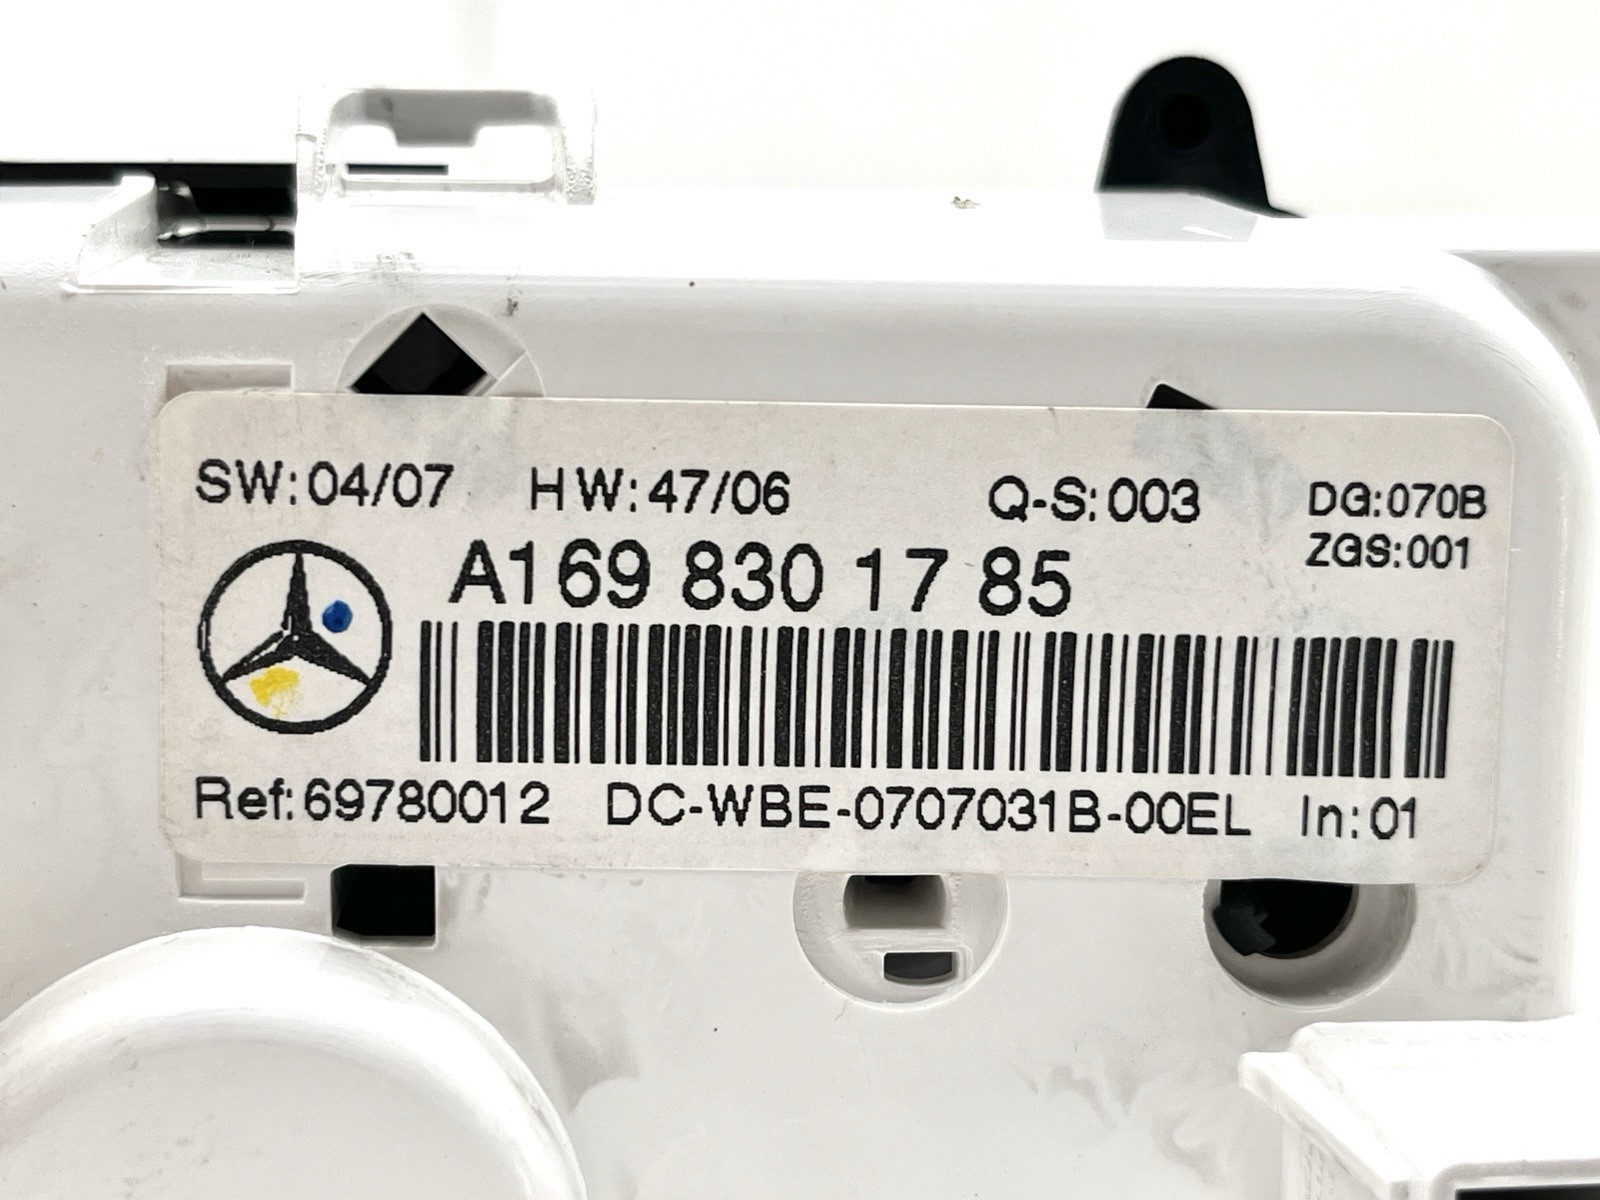 SW:04/07 HW:47/06 Q-S:003 DG:070B
ZGS:001
A169 830 17 85
Ref:69780012 DC-WBE-0707031B-00EL In:01